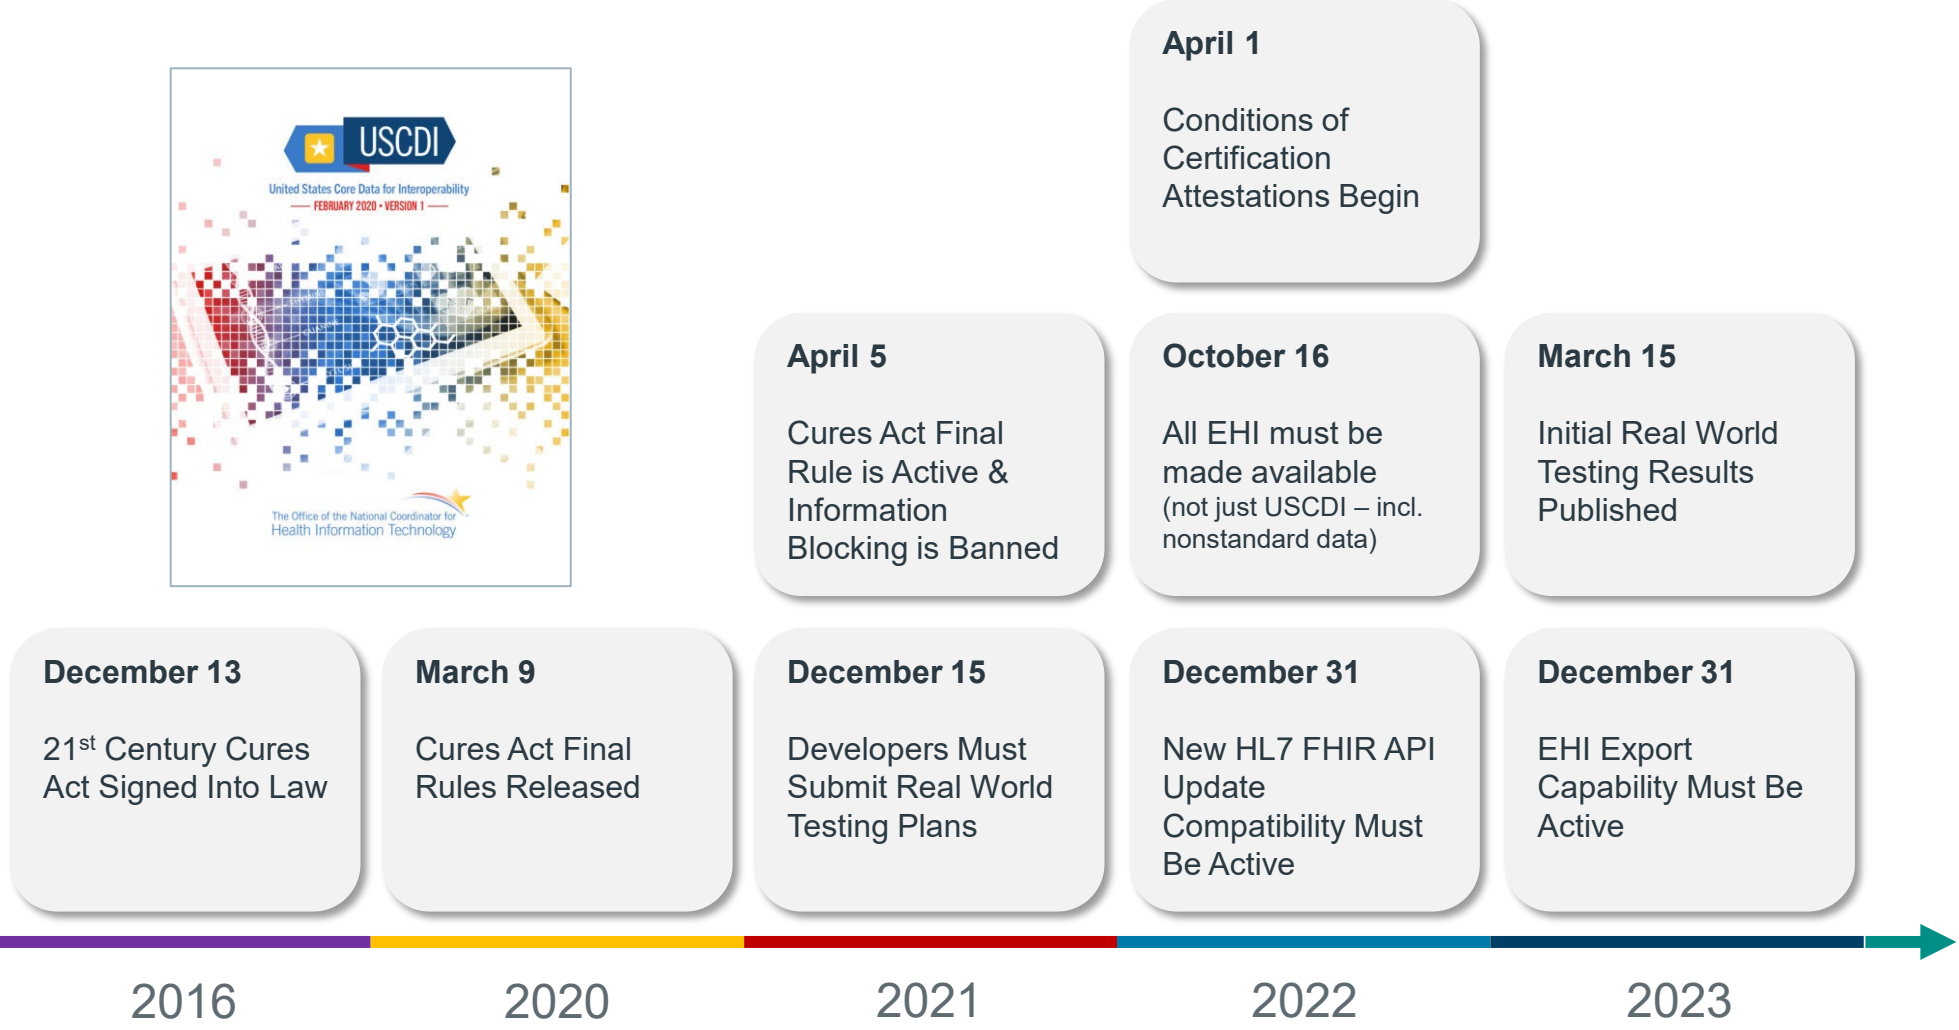 USCDI
United States Core Data for Interoperability
FEBRUARY 2020 • VERSION 1
The Office of the National Coordinator for
Health Information Technology
December 13
21st Century Cures
Act Signed Into Law
March 9
Cures Act Final
Rules Released
April 5
Cures Act Final
Rule is Active &
Information
Blocking is Banned
December 15
Developers Must
Submit Real World
Testing Plans
April 1
Conditions of
Certification
Attestations Begin
October 16
All EHI must be
made available
(not just USCDI – incl.
nonstandard data)
December 31
New HL7 FHIR API
Update
Compatibility Must
Be Active
March 15
Initial Real World
Testing Results
Published
December 31
EHI Export
Capability Must Be
Active
2016
2020
2021
2022
2023